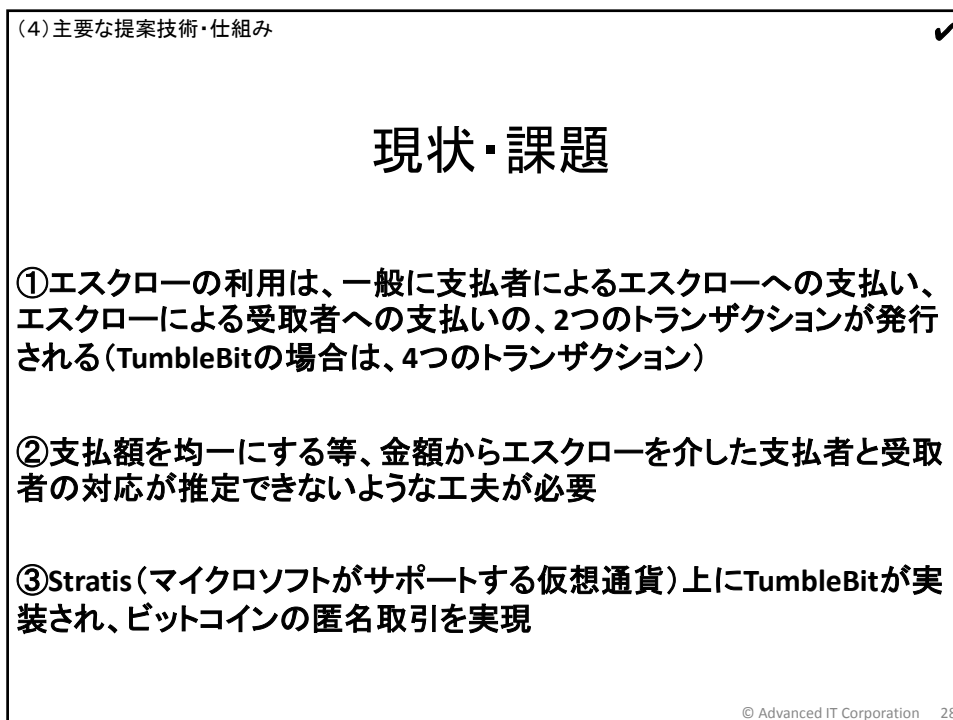 (4)主要な提案技術・仕組み
✔
現状・課題
①エスクローの利用は、一般に支払者によるエスクローへの支払い、
エスクローによる受取者への支払いの、2つのトランザクションが発行
される(TumbleBitの場合は、4つのトランザクション)
②支払額を均一にする等、金額からエスクローを介した支払者と受取
者の対応が推定できないような工夫が必要
③Stratis(マイクロソフトがサポートする仮想通貨)上にTumbleBitが実
装され、ビットコインの匿名取引を実現
© Advanced IT Corporation 28